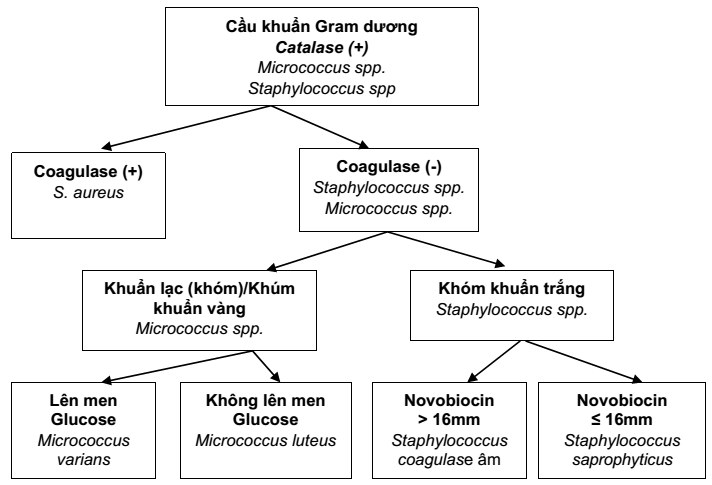 Cầu khuẩn Gram dương
Catalase (+)
Micrococcus spp.
Staphylococcus spp
Coagulase (+)
S. aureus
Coagulase (-)
Staphylococcus spp.
Micrococcus spp.
Khuẩn lạc (khóm)/Khúm
khuẩn vàng
Micrococcus spp.
Khóm khuẩn trắng
Staphylococcus spp.
Lên men
Glucose
Micrococcus
varians
Không lên men
Glucose
Micrococcus luteus
Novobiocin
> 16mm
Staphylococcus
coagulase âm
Novobiocin
≤ 16mm
Staphylococcus
saprophyticus